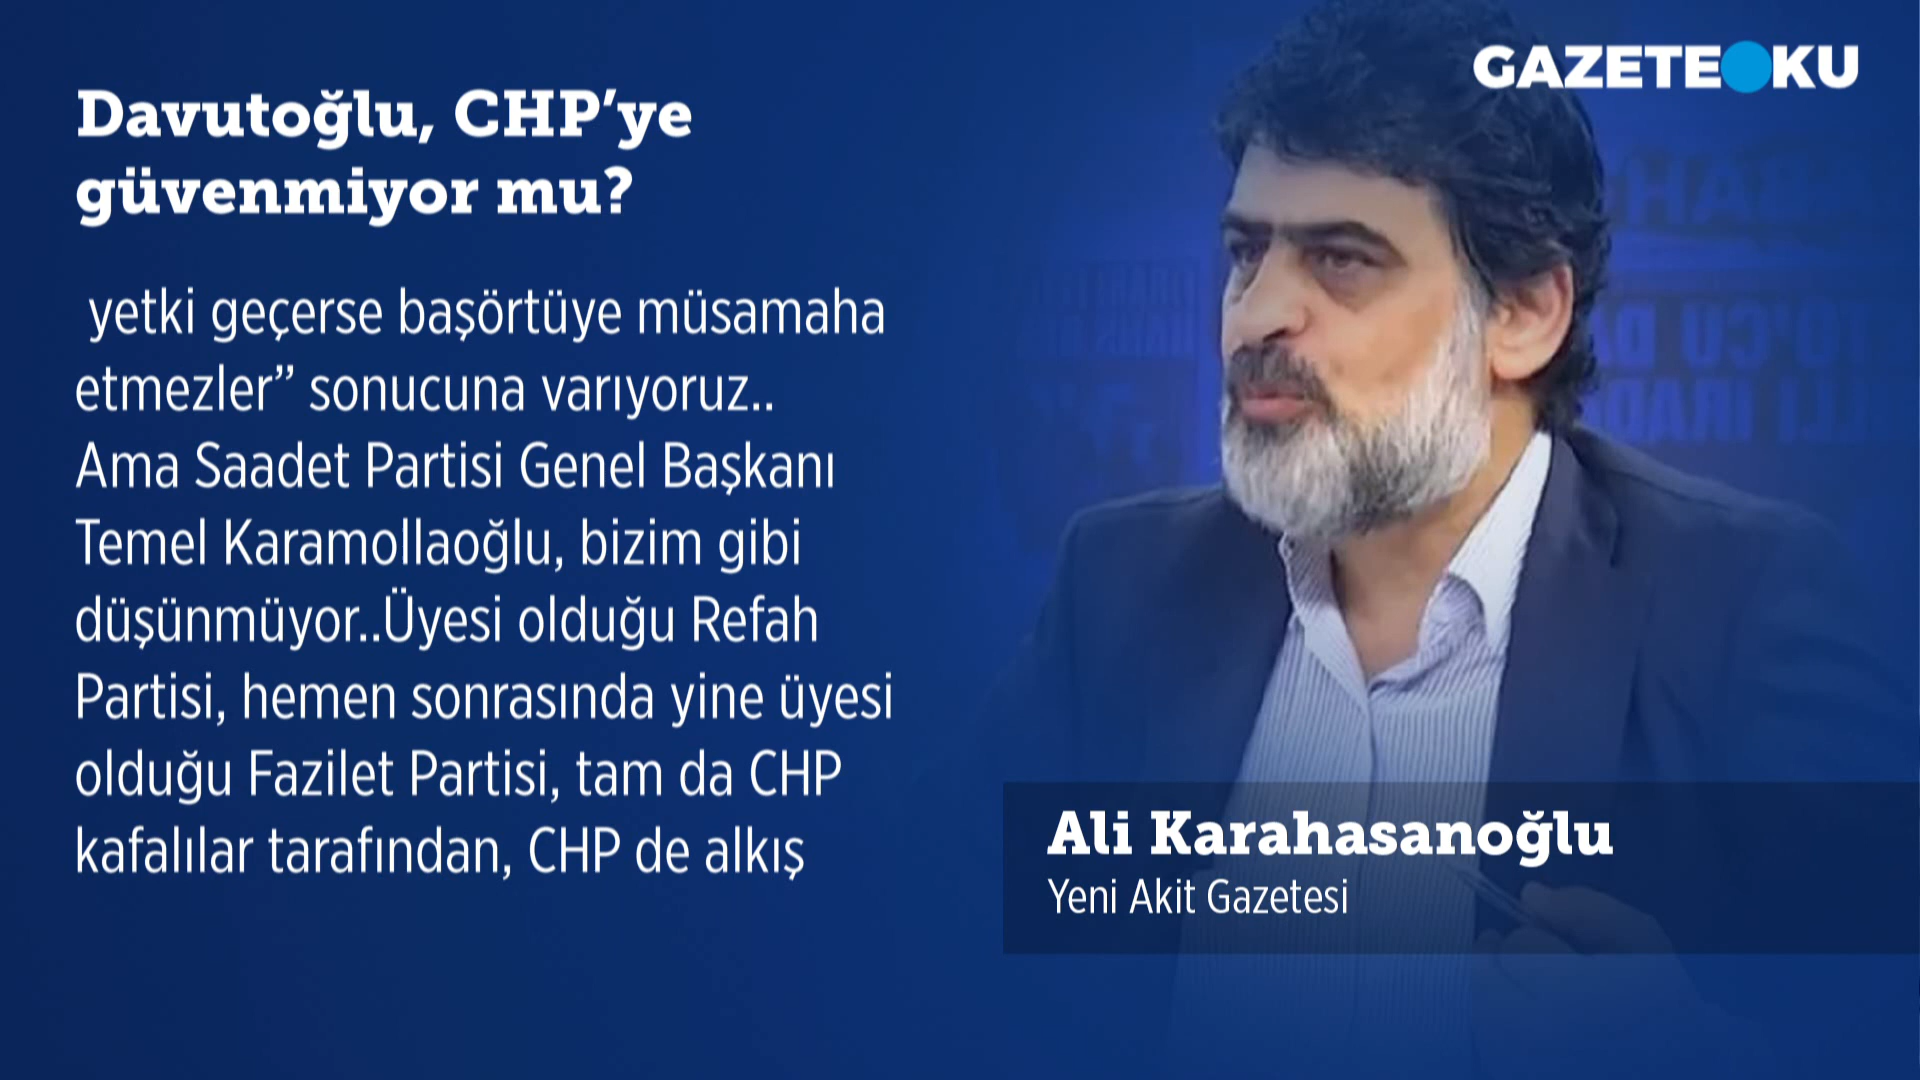 GAZETEOKU
Davutoğlu, CHP’ye
güvenmiyor mu?
yetki geçerse başörtüye müsamaha
etmezler” sonucuna varıyoruz..
Ama Saadet Partisi Genel Başkanı
Temel Karamollaoğlu, bizim gibi
düşünmüyor..Üyesi olduğu Refah
Partisi, hemen sonrasında yine üyesi
olduğu Fazilet Partisi, tam da CHP
kafalılar tarafından, CHP de alkış
Ali Karahasanoğlu
Yeni Akit Gazetesi